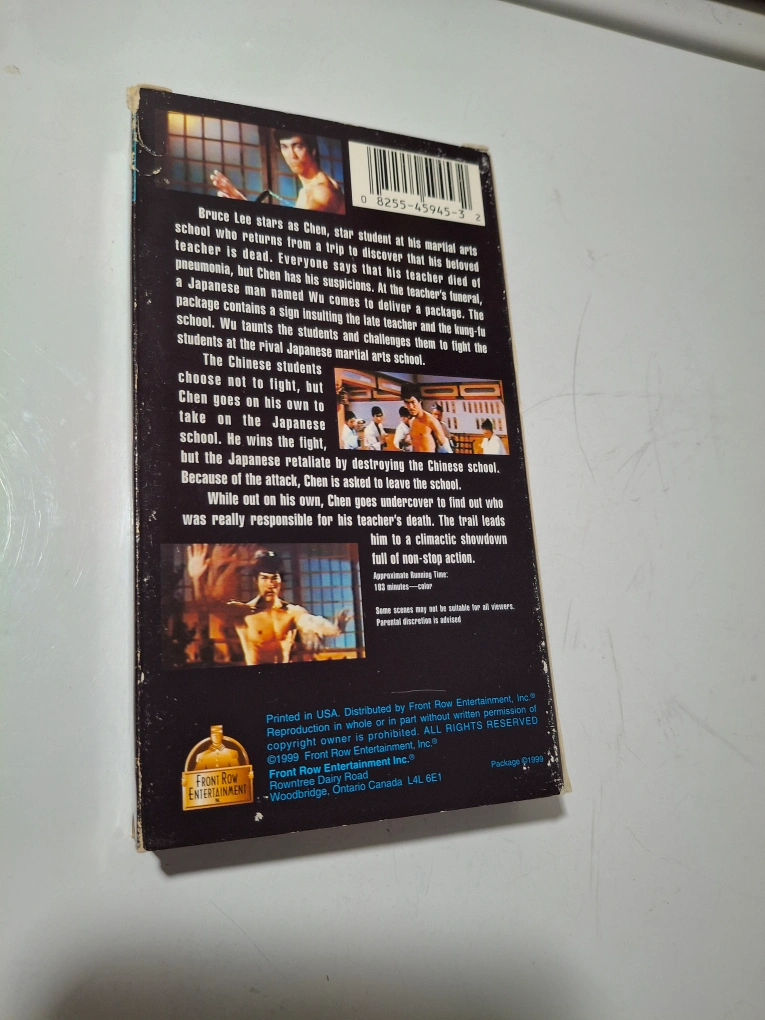 0 8255-45945-3 2
Bruce Lee stars as Chen, star student at his martial arts
school who returns from a trip to discover that his beloved
teacher is dead. Everyone says that his teacher died of
pneumonia, but Chen has his suspicions. At the teacher's funeral,
a Japanese man named Wu comes to deliver a package. The
package contains a sign insulting the late teacher and the kung-fu
school. Wu taunts the students and challenges them to fight the
students at the rival Japanese martial arts school.
The Chinese students
choose not to fight, but
Chen goes on his own to
take on the Japanese
school. He wins the fight,
but the Japanese retaliate by destroying the Chinese school.
Because of the attack, Chen is asked to leave the school.
While out on his own, Chen goes undercover to find out who
was really responsible for his teacher's death. The trail leads
him to a climactic showdown
full of non-stop action.
Approximate Running Time:
103 minutes—color
Some scenes may not be suitable for all viewers.
Parental discretion is advised
Printed in USA. Distributed by Front Row Entertainment, Inc.®
Reproduction in whole or in part without written permission of
copyright owner is prohibited. ALL RIGHTS RESERVED
©1999 Front Row Entertainment, Inc.®
Front Row Entertainment Inc.®
Rowntree Dairy Road
Woodbridge, Ontario Canada L4L 6E1
Package ©1999
FRONT ROW
ENTERTAINMENT